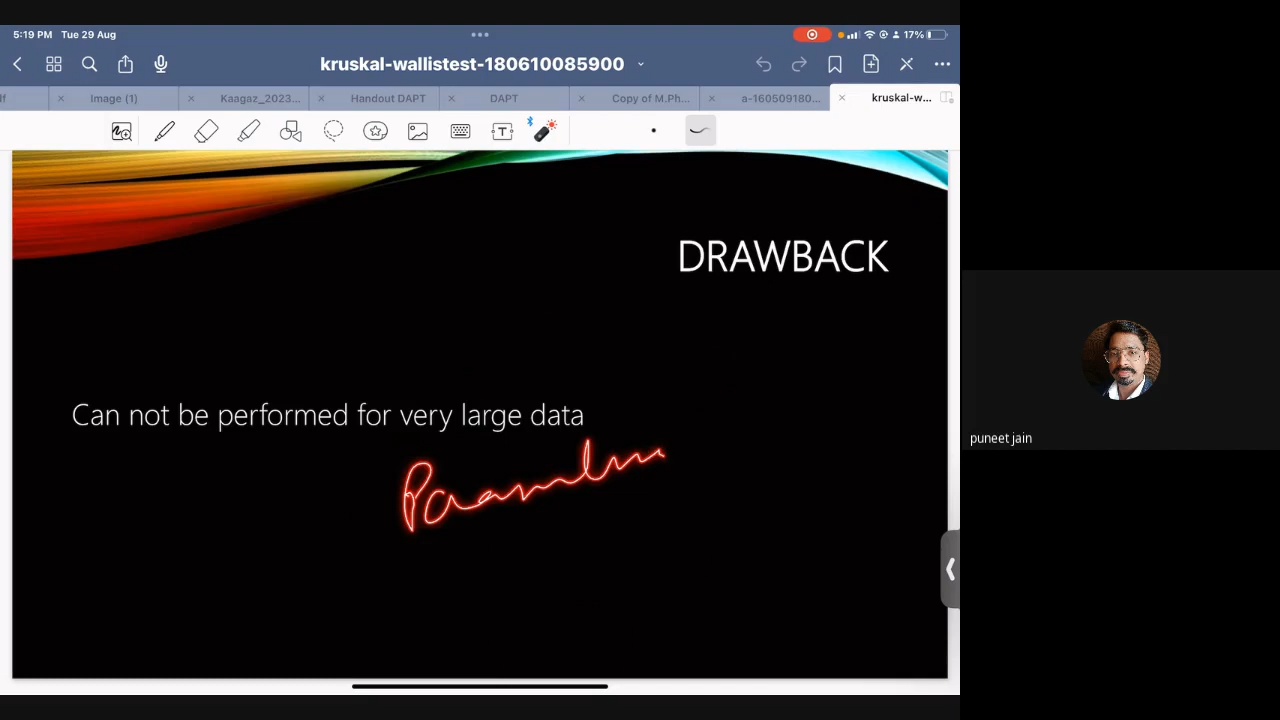 5:19 PM Tue 29 Aug
17%
kruskal-wallistest-180610085900
Image (1)
Kaagaz_2023...
Handout DAPT
DAPT
Copy of M.Ph...
a-160509180...
kruskal-w...
T
DRAWBACK
Can not be performed for very large data
puneet jain